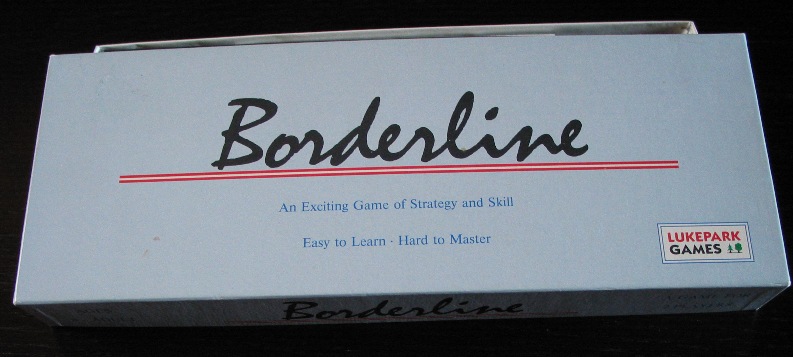 Borderline
An Exciting Game of Strategy and Skill
Easy to Learn · Hard to Master
LUKEPARK
GAMES
Borderline